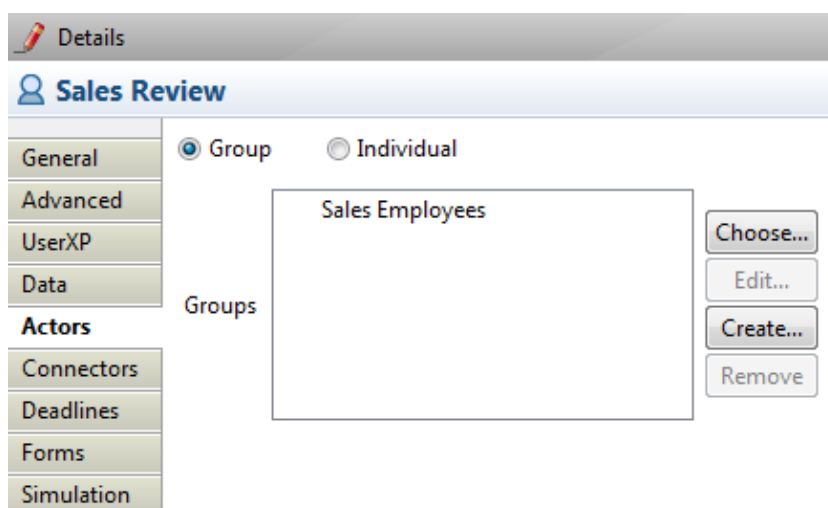 Details
Sales Review
General
Advanced
UserXP
Data
Actors
Connectors
Deadlines
Forms
Simulation
Group Individual
Groups
Sales Employees
Choose...
Edit...
Create...
Remove